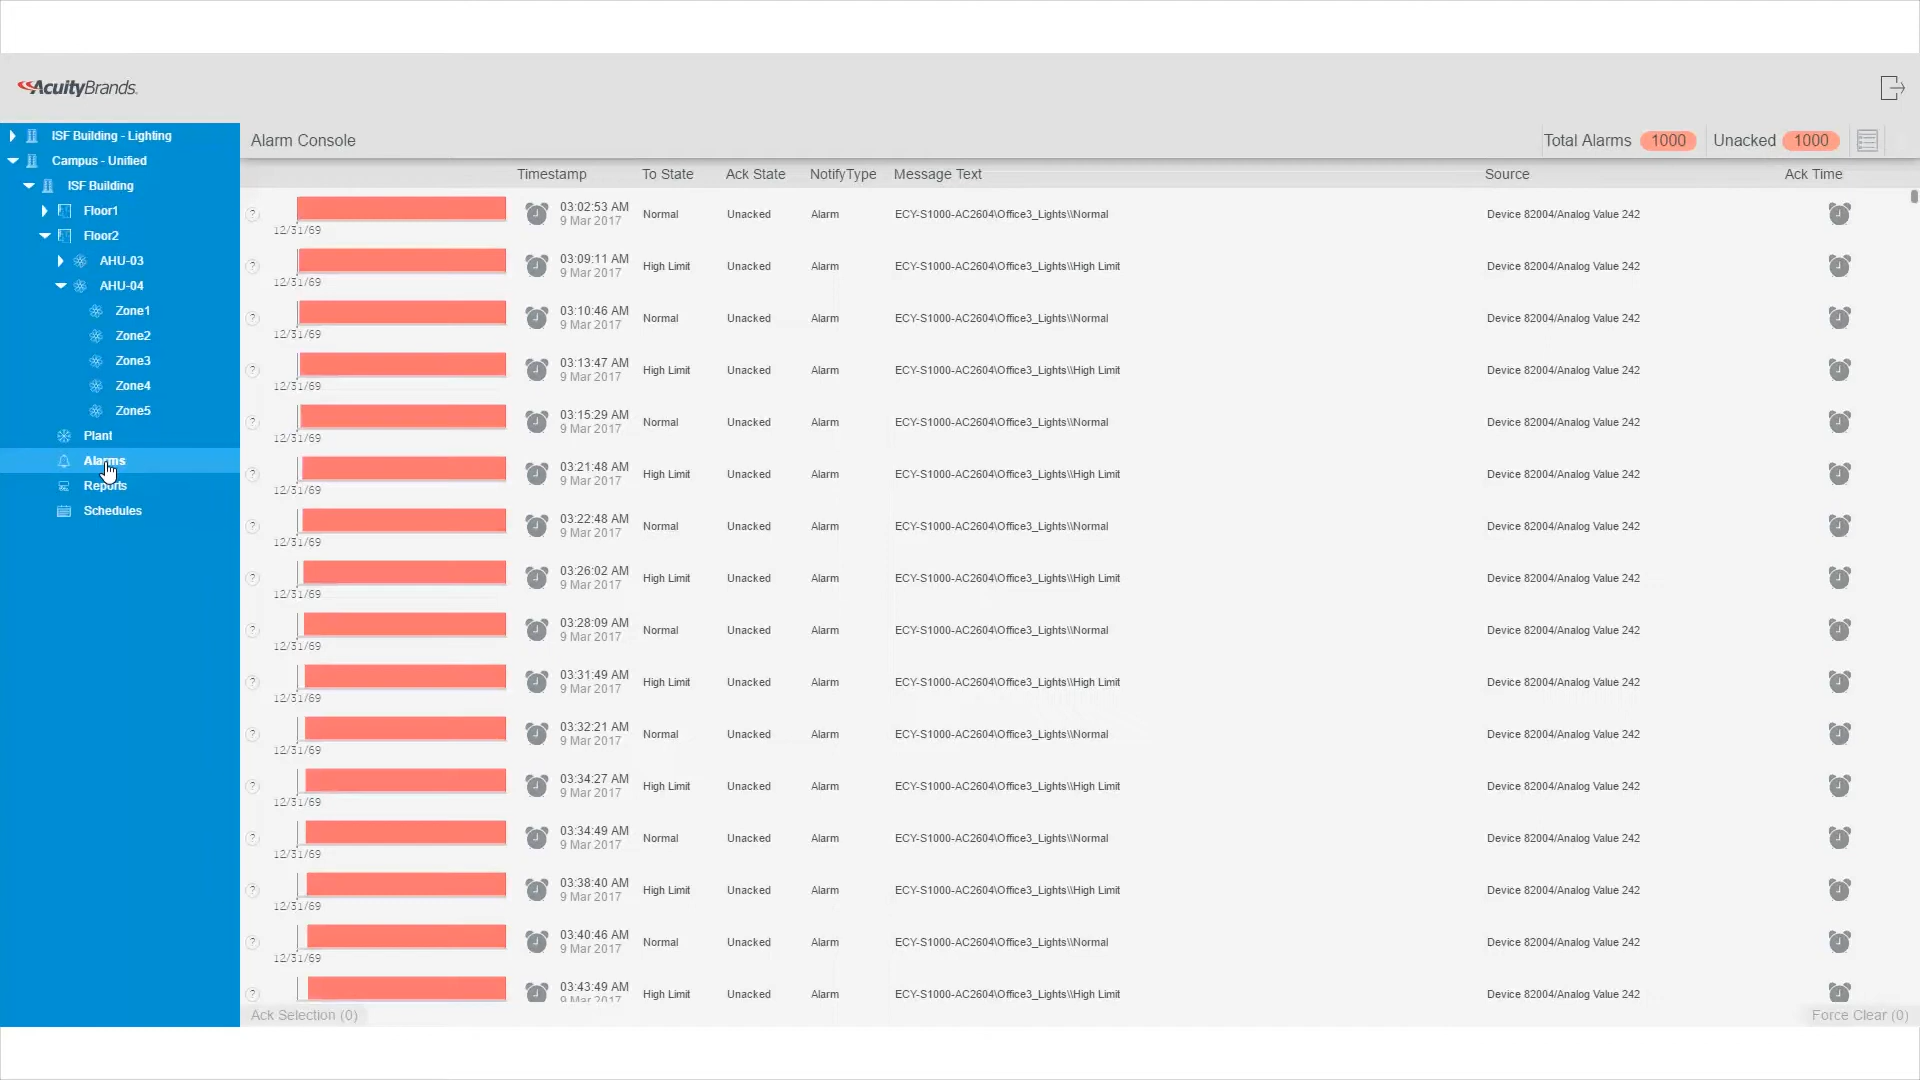 AcuityBrands.
ISF Building - Lighting
Campus - Unified
ISF Building
Floor1
Floor2
AHU-03
AHU-04
Zone1
Zone2
Zone3
Zone4
Zone5
Plant
Alarms
Reports
Schedules
Alarm Console
Total Alarms 1000 Unacked 1000
Timestamp To State Ack State NotifyType Message Text Source Ack Time
? 12/31/69 03:02:53 AM 9 Mar 2017 Normal Unacked Alarm ECY-S1000-AC2604\Office3_Lights\\Normal Device 82004/Analog Value 242
? 12/31/69 03:09:11 AM 9 Mar 2017 High Limit Unacked Alarm ECY-S1000-AC2604\Office3_Lights\\High Limit Device 82004/Analog Value 242
? 12/31/69 03:10:46 AM 9 Mar 2017 Normal Unacked Alarm ECY-S1000-AC2604\Office3_Lights\\Normal Device 82004/Analog Value 242
? 12/31/69 03:13:47 AM 9 Mar 2017 High Limit Unacked Alarm ECY-S1000-AC2604\Office3_Lights\\High Limit Device 82004/Analog Value 242
? 12/31/69 03:15:29 AM 9 Mar 2017 Normal Unacked Alarm ECY-S1000-AC2604\Office3_Lights\\Normal Device 82004/Analog Value 242
? 12/31/69 03:21:48 AM 9 Mar 2017 High Limit Unacked Alarm ECY-S1000-AC2604\Office3_Lights\\High Limit Device 82004/Analog Value 242
? 12/31/69 03:22:48 AM 9 Mar 2017 Normal Unacked Alarm ECY-S1000-AC2604\Office3_Lights\\Normal Device 82004/Analog Value 242
? 12/31/69 03:26:02 AM 9 Mar 2017 High Limit Unacked Alarm ECY-S1000-AC2604\Office3_Lights\\High Limit Device 82004/Analog Value 242
? 12/31/69 03:28:09 AM 9 Mar 2017 Normal Unacked Alarm ECY-S1000-AC2604\Office3_Lights\\Normal Device 82004/Analog Value 242
? 12/31/69 03:31:49 AM 9 Mar 2017 High Limit Unacked Alarm ECY-S1000-AC2604\Office3_Lights\\High Limit Device 82004/Analog Value 242
? 12/31/69 03:32:21 AM 9 Mar 2017 Normal Unacked Alarm ECY-S1000-AC2604\Office3_Lights\\Normal Device 82004/Analog Value 242
? 12/31/69 03:34:27 AM 9 Mar 2017 High Limit Unacked Alarm ECY-S1000-AC2604\Office3_Lights\\High Limit Device 82004/Analog Value 242
? 12/31/69 03:34:49 AM 9 Mar 2017 Normal Unacked Alarm ECY-S1000-AC2604\Office3_Lights\\Normal Device 82004/Analog Value 242
? 12/31/69 03:38:40 AM 9 Mar 2017 High Limit Unacked Alarm ECY-S1000-AC2604\Office3_Lights\\High Limit Device 82004/Analog Value 242
? 12/31/69 03:40:46 AM 9 Mar 2017 Normal Unacked Alarm ECY-S1000-AC2604\Office3_Lights\\Normal Device 82004/Analog Value 242
? 03:43:49 AM 9 Mar 2017 High Limit Unacked Alarm ECY-S1000-AC2604\Office3_Lights\\High Limit Device 82004/Analog Value 242
Ack Selection (0) Force Clear (0)